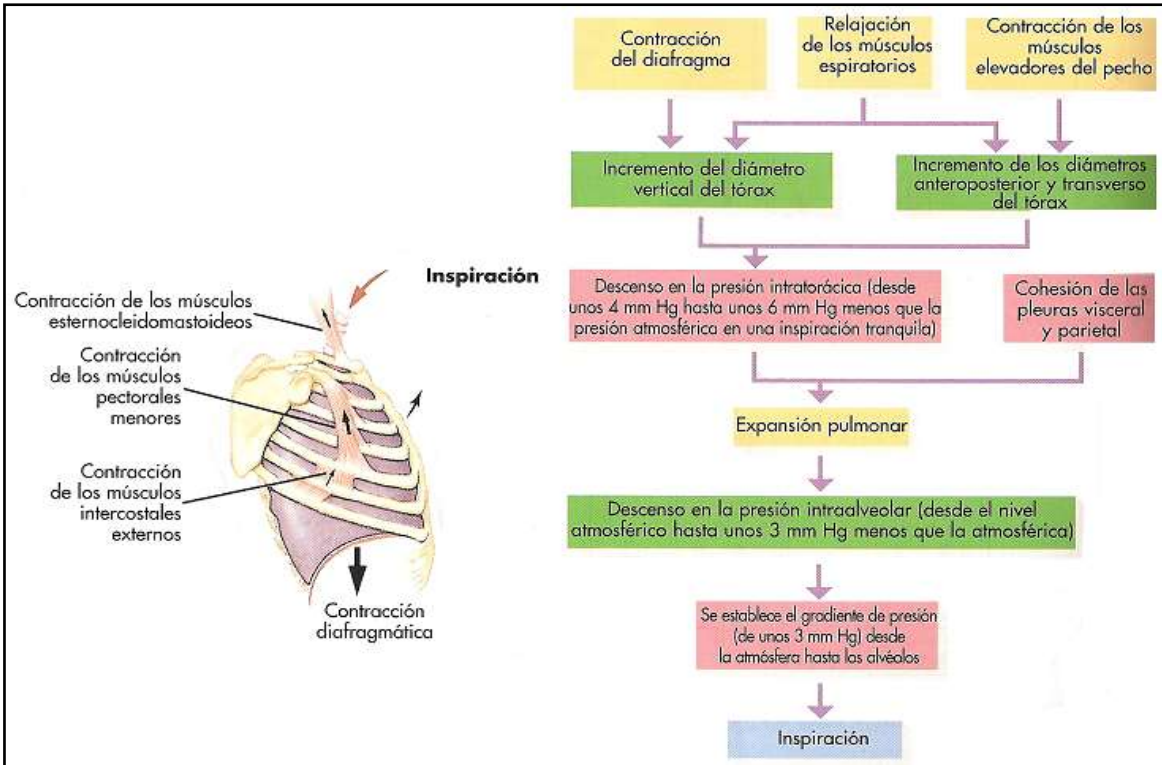 Contracción
del diafragma
Relajación
de los músculos
espiratorios
Contracción de los
músculos
elevadores del pecho
Incremento del diámetro
vertical del tórax
Incremento de los diámetros
anteroposterior y transverso
del tórax
Inspiración
Contracción de los músculos
esternocleidomastoideos
Contracción
de los músculos
pectorales
menores
Contracción
de los músculos
intercostales
externos
Contracción
diafragmática
Descenso en la presión intratorácica (desde
unos 4 mm Hg hasta unos 6 mm Hg menos que la
presión atmosférica en una inspiración tranquila)
Cohesión de las
pleuras visceral
y parietal
Expansión pulmonar
Descenso en la presión intraalveolar (desde el nivel
atmosférico hasta unos 3 mm Hg menos que la atmosférica)
Se establece el gradiente de presión
(de unos 3 mm Hg) desde
la atmósfera hasta los alvéolos
Inspiración